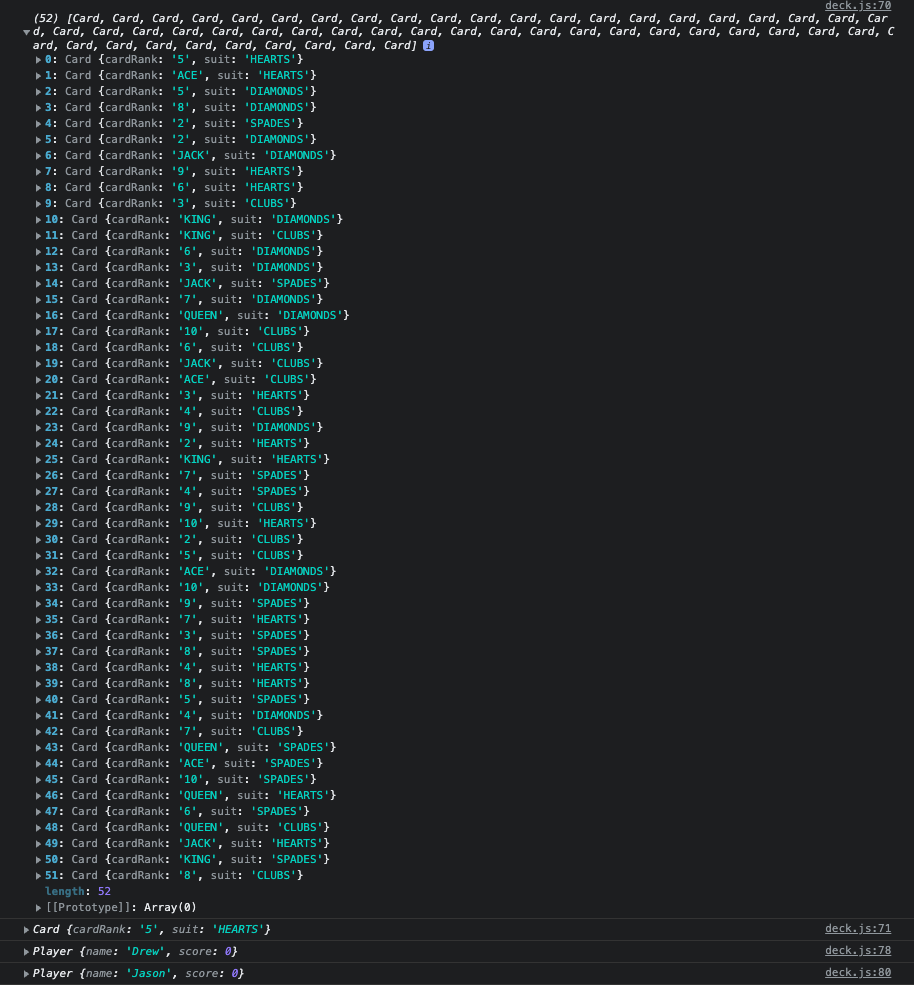 deck.js:70
(52) [Card, Card, Card, Card, Card, Card, Card, Card, Card, Card, Card, Card, Card, Card, Card, Card, Card, Card, Card, Car
d, Card, Card, Card, Card, Card, Card, Card, Card, Card, Card, Card, Card, Card, Card, Card, Card, Card, Card, Card, Card, C
ard, Card, Card, Card, Card, Card, Card, Card, Card, Card] i
0: Card {cardRank: '5', suit: 'HEARTS'}
1: Card {cardRank: 'ACE', suit: 'HEARTS'}
2: Card {cardRank: '5', suit: 'DIAMONDS'}
3: Card {cardRank: '8', suit: 'DIAMONDS'}
4: Card {cardRank: '2', suit: 'SPADES'}
5: Card {cardRank: '2', suit: 'DIAMONDS'}
6: Card {cardRank: 'JACK', suit: 'DIAMONDS'}
7: Card {cardRank: '9', suit: 'HEARTS'}
8: Card {cardRank: '6', suit: 'HEARTS'}
9: Card {cardRank: '3', suit: 'CLUBS'}
10: Card {cardRank: 'KING', suit: 'DIAMONDS'}
11: Card {cardRank: 'KING', suit: 'CLUBS'}
12: Card {cardRank: '6', suit: 'DIAMONDS'}
13: Card {cardRank: '3', suit: 'DIAMONDS'}
14: Card {cardRank: 'JACK', suit: 'SPADES'}
15: Card {cardRank: '7', suit: 'DIAMONDS'}
16: Card {cardRank: 'QUEEN', suit: 'DIAMONDS'}
17: Card {cardRank: '10', suit: 'CLUBS'}
18: Card {cardRank: '6', suit: 'CLUBS'}
19: Card {cardRank: 'JACK', suit: 'CLUBS'}
20: Card {cardRank: 'ACE', suit: 'CLUBS'}
21: Card {cardRank: '3', suit: 'HEARTS'}
22: Card {cardRank: '4', suit: 'CLUBS'}
23: Card {cardRank: '9', suit: 'DIAMONDS'}
24: Card {cardRank: '2', suit: 'HEARTS'}
25: Card {cardRank: 'KING', suit: 'HEARTS'}
26: Card {cardRank: '7', suit: 'SPADES'}
27: Card {cardRank: '4', suit: 'SPADES'}
28: Card {cardRank: '9', suit: 'CLUBS'}
29: Card {cardRank: '10', suit: 'HEARTS'}
30: Card {cardRank: '2', suit: 'CLUBS'}
31: Card {cardRank: '5', suit: 'CLUBS'}
32: Card {cardRank: 'ACE', suit: 'DIAMONDS'}
33: Card {cardRank: '10', suit: 'DIAMONDS'}
34: Card {cardRank: '9', suit: 'SPADES'}
35: Card {cardRank: '7', suit: 'HEARTS'}
36: Card {cardRank: '3', suit: 'SPADES'}
37: Card {cardRank: '8', suit: 'SPADES'}
38: Card {cardRank: '4', suit: 'HEARTS'}
39: Card {cardRank: '8', suit: 'HEARTS'}
40: Card {cardRank: '5', suit: 'SPADES'}
41: Card {cardRank: '4', suit: 'DIAMONDS'}
42: Card {cardRank: '7', suit: 'CLUBS'}
43: Card {cardRank: 'QUEEN', suit: 'SPADES'}
44: Card {cardRank: 'ACE', suit: 'SPADES'}
45: Card {cardRank: '10', suit: 'SPADES'}
46: Card {cardRank: 'QUEEN', suit: 'HEARTS'}
47: Card {cardRank: '6', suit: 'SPADES'}
48: Card {cardRank: 'QUEEN', suit: 'CLUBS'}
49: Card {cardRank: 'JACK', suit: 'HEARTS'}
50: Card {cardRank: 'KING', suit: 'SPADES'}
51: Card {cardRank: '8', suit: 'CLUBS'}
length: 52
[[Prototype]]: Array(0)
Card {cardRank: '5', suit: 'HEARTS'} deck.js:71
Player {name: 'Drew', score: 0} deck.js:78
Player {name: 'Jason', score: 0} deck.js:80